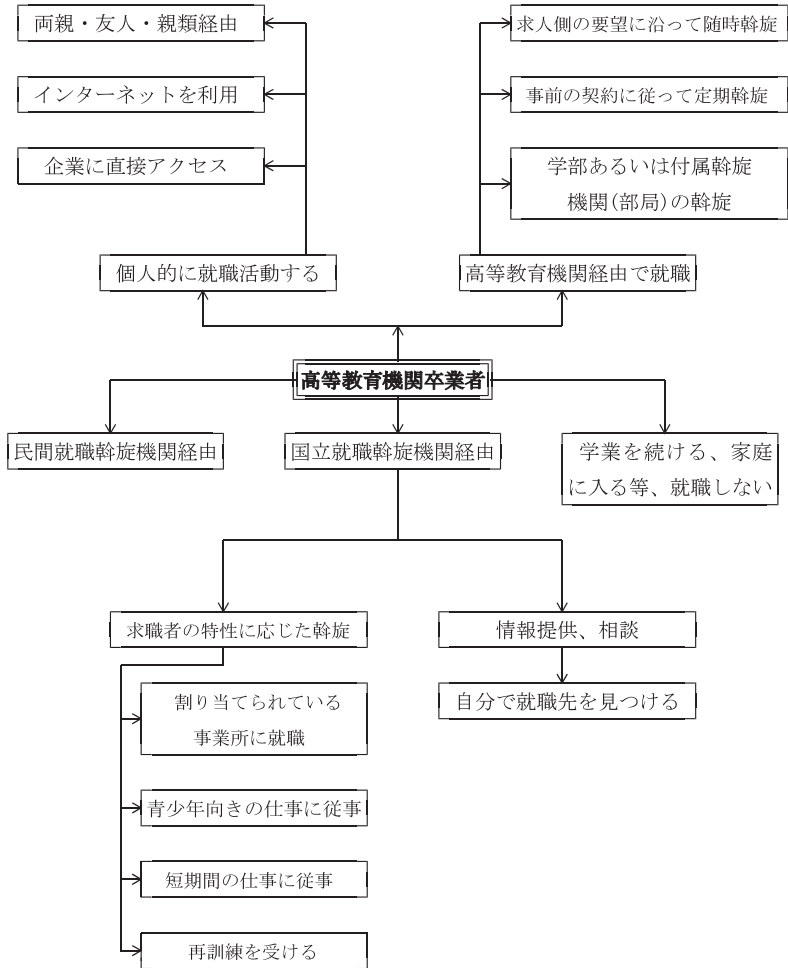 両親・友人・親類経由
求人側の要望に沿って随時斡旋
インターネットを利用
事前の契約に従って定期斡旋
企業に直接アクセス
学部あるいは付属斡旋
機関(部局)の斡旋
個人的に就職活動する
高等教育機関経由で就職
高等教育機関卒業者
民間就職斡旋機関経由
国立就職斡旋機関経由
学業を続ける、家庭
に入る等、就職しない
求職者の特性に応じた斡旋
情報提供、相談
割り当てられている
事業所に就職
自分で就職先を見つける
青少年向きの仕事に従事
短期間の仕事に従事
再訓練を受ける